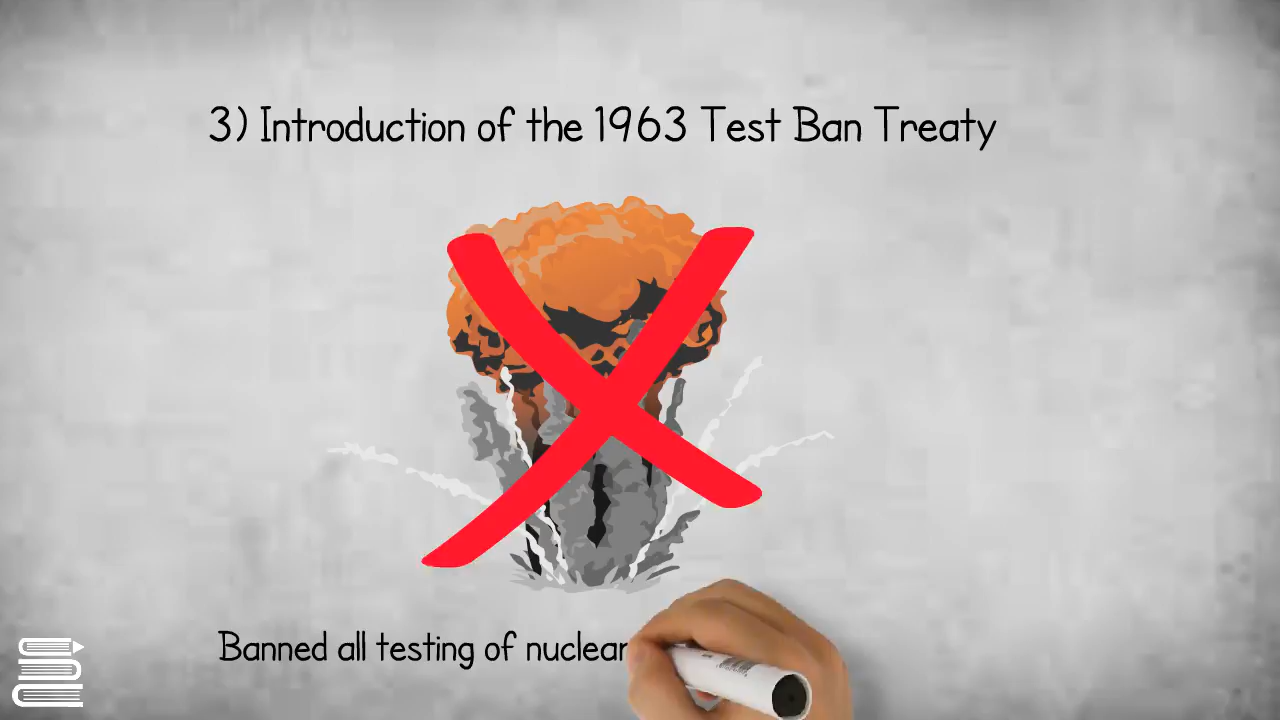 3) Introduction of the 1963 Test Ban Treaty
Banned all testing of nuclear